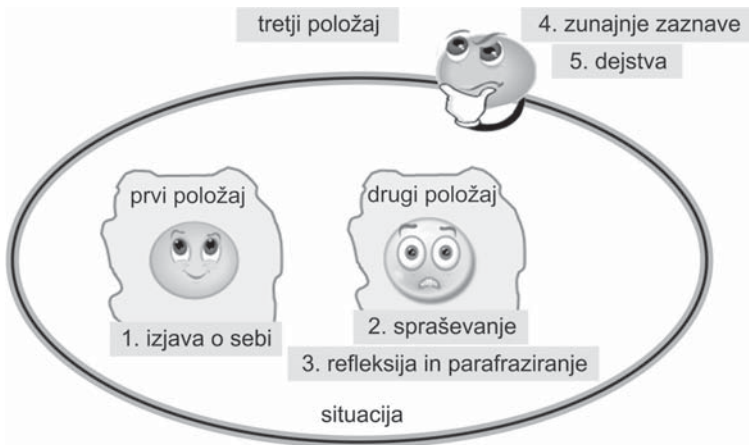 tretji položaj
4. zunajnje zaznave
5. dejstva
prvi položaj
drugi položaj
1. izjava o sebi
2. spraševanje
3. refleksija in parafraziranje
situacija